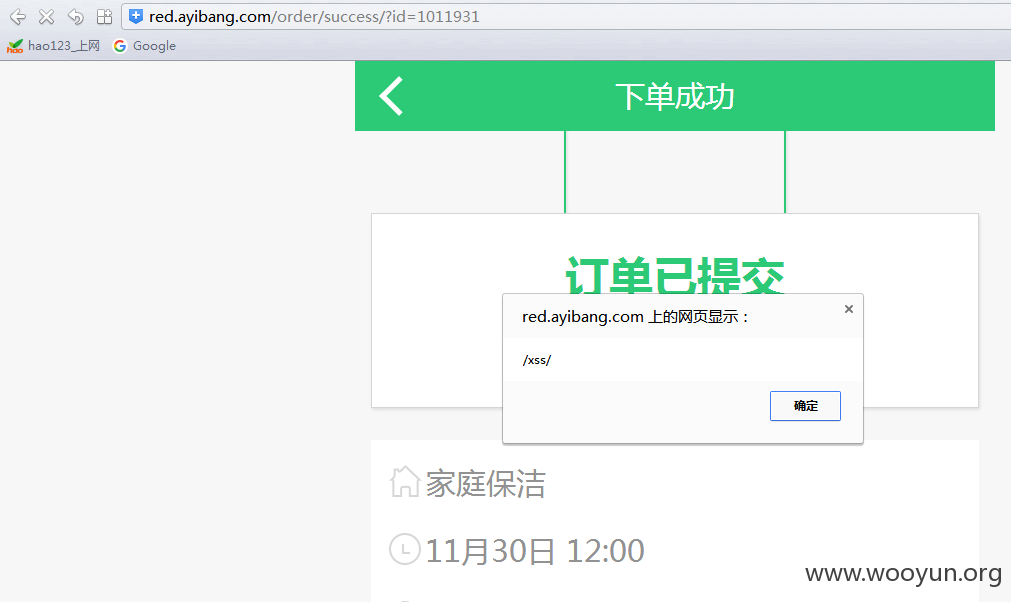 red.ayibang.com/order/success/?id=1011931
hao hao123_上网 Google
下单成功
订单已提交
red.ayibang.com 上的网页显示：
/xss/
确定
家庭保洁
11月30日 12:00
www.wooyun.org